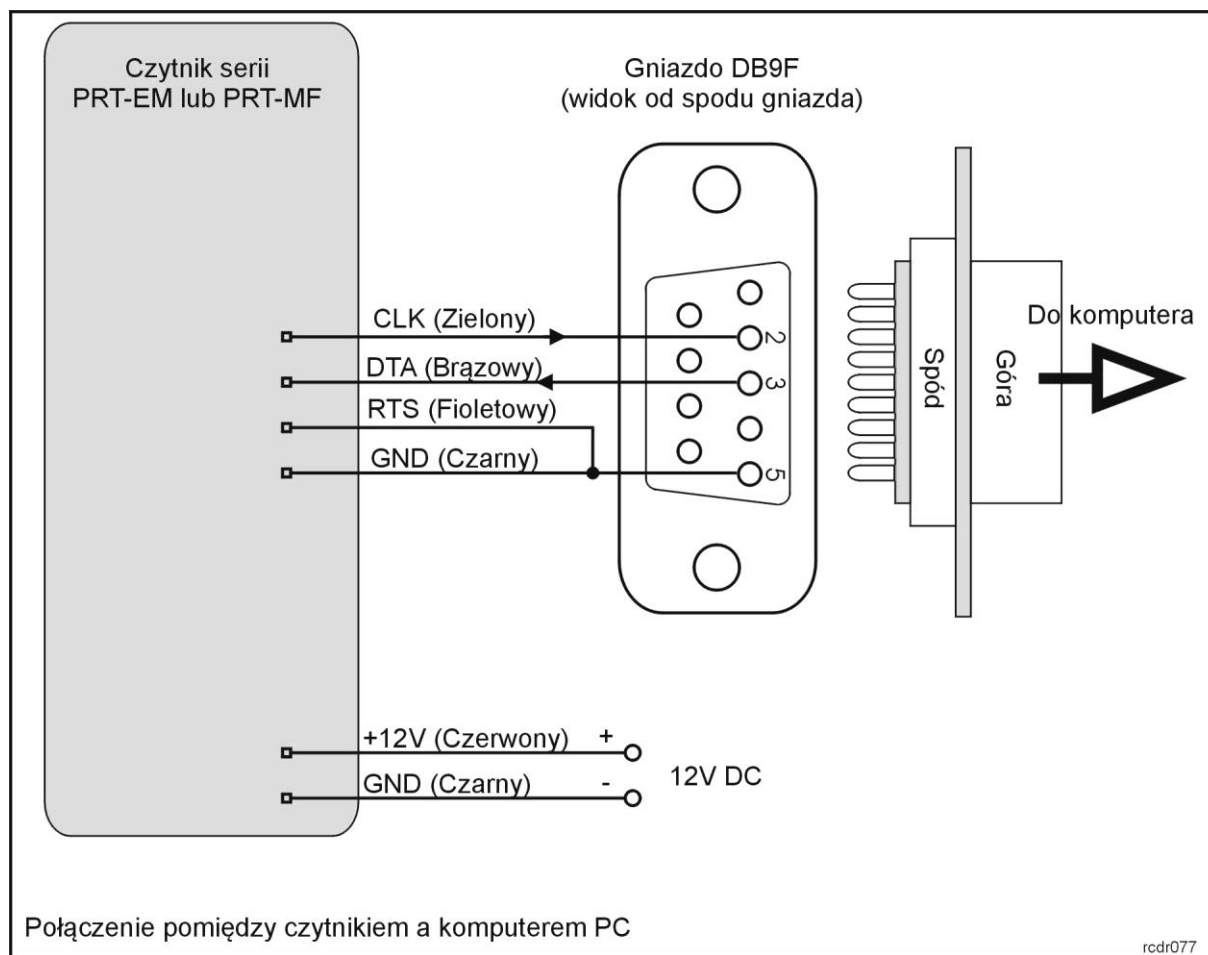 Czytnik serii
PRT-EM lub PRT-MF
Gniazdo DB9F
(widok od spodu gniazda)
CLK (Zielony)
DTA (Brązowy)
RTS (Fioletowy)
GND (Czarny)
2
3
5
Spód
Góra
Do komputera
+12V (Czerwony) +
GND (Czarny) -
12V DC
Połączenie pomiędzy czytnikiem a komputerem PC
rcdr077